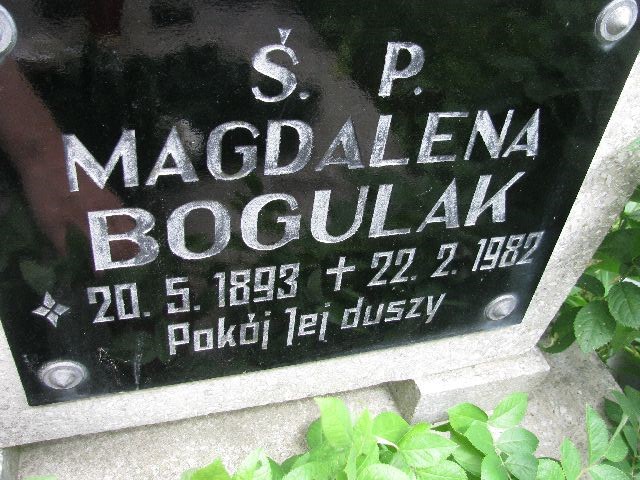 Ś. P.
MAGDALENA
BOGULAK
20. 5. 1893 + 22. 2. 1982
Pokój Jej duszy